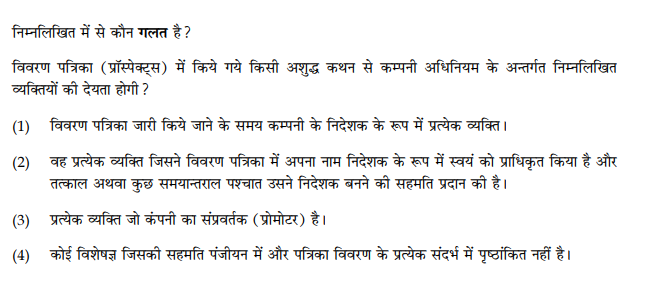 निम्नलिखित में से कौन गलत है ?
विवरण पत्रिका (प्रॉस्पेक्ट्स) में किये गये किसी अशुद्ध कथन से कम्पनी अधिनियम के अन्तर्गत निम्नलिखित
व्यक्तियों की देयता होगी ?
(1) विवरण पत्रिका जारी किये जाने के समय कम्पनी के निदेशक के रूप में प्रत्येक व्यक्ति ।
(2) वह प्रत्येक व्यक्ति जिसने विवरण पत्रिका में अपना नाम निदेशक के रूप में स्वयं को प्राधिकृत किया है और
तत्काल अथवा कुछ समयान्तराल पश्चात उसने निदेशक बनने की सहमति प्रदान की है ।
(3) प्रत्येक व्यक्ति जो कंपनी का संप्रवर्तक (प्रोमोटर) है ।
(4) कोई विशेषज्ञ जिसकी सहमति पंजीयन में और पत्रिका विवरण के प्रत्येक संदर्भ में पृष्ठांकित नहीं है ।